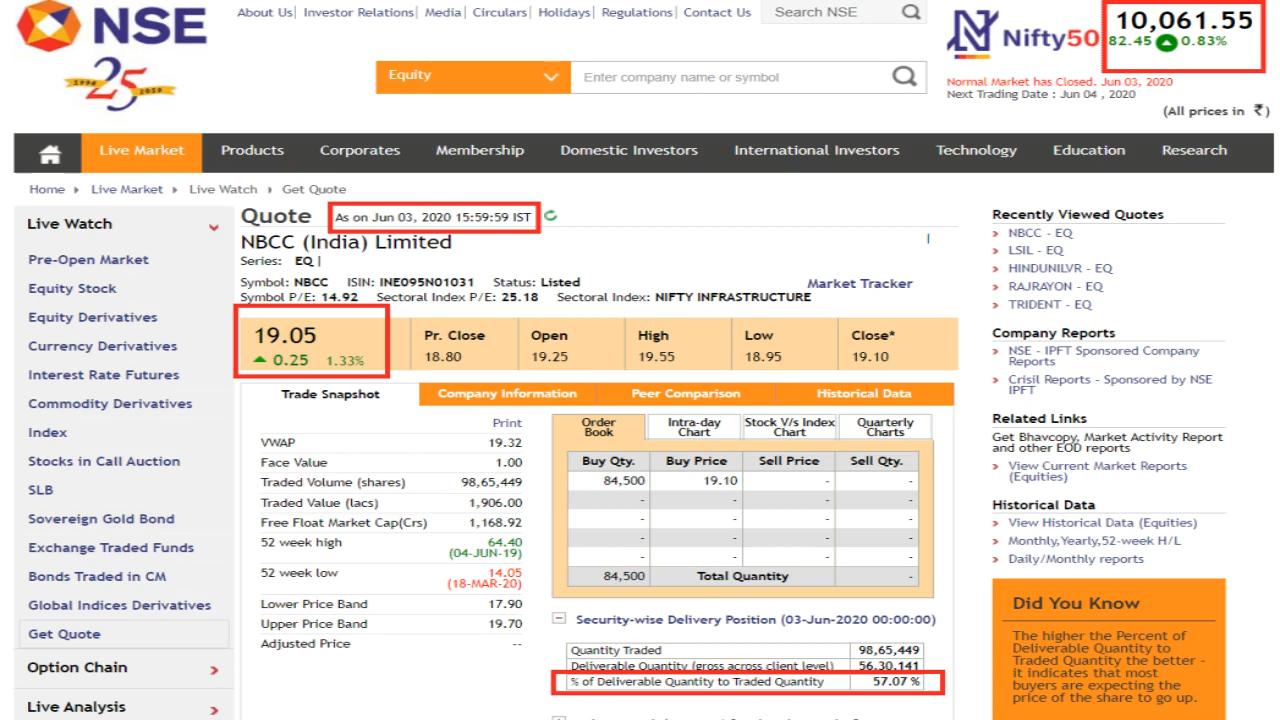 NSE
1994 25 2019
About Us| Investor Relations| Media| Circulars| Holidays| Regulations| Contact Us
Search NSE
Equity
Enter company name or symbol
Nifty50
10,061.55
82.45 0.83%
Normal Market has Closed. Jun 03, 2020
Next Trading Date : Jun 04 , 2020
(All prices in ₹)
Live Market Products Corporates Membership Domestic Investors International Investors Technology Education Research
Home Live Market Live Watch Get Quote
Live Watch
Pre-Open Market
Equity Stock
Equity Derivatives
Currency Derivatives
Interest Rate Futures
Commodity Derivatives
Index
Stocks in Call Auction
SLB
Sovereign Gold Bond
Exchange Traded Funds
Bonds Traded in CM
Global Indices Derivatives
Get Quote
Option Chain
Live Analysis
Quote As on Jun 03, 2020 15:59:59 IST
NBCC (India) Limited
Series: EQ |
Symbol: NBCC ISIN: INE095N01031 Status: Listed
Market Tracker
Symbol P/E: 14.92 Sectoral Index P/E: 25.18 Sectoral Index: NIFTY INFRASTRUCTURE
19.05
0.25 1.33%
Pr. Close Open High Low Close*
18.80 19.25 19.55 18.95 19.10
Trade Snapshot Company Information Peer Comparison Historical Data
Print
VWAP 19.32
Face Value 1.00
Traded Volume (shares) 98,65,449
Traded Value (lacs) 1,906.00
Free Float Market Cap(Crs) 1,168.92
52 week high 64.40
(04-JUN-19)
52 week low 14.05
(18-MAR-20)
Lower Price Band 17.90
Upper Price Band 19.70
Adjusted Price --
Order Book
Intra-day Chart
Stock V/s Index Chart
Quarterly Charts
Buy Qty. Buy Price Sell Price Sell Qty.
84,500 19.10 - -
- - - -
- - - -
- - - -
- - - -
84,500 Total Quantity -
Security-wise Delivery Position (03-Jun-2020 00:00:00)
Quantity Traded 98,65,449
Deliverable Quantity (gross across client level) 56,30,141
% of Deliverable Quantity to Traded Quantity 57.07 %
Recently Viewed Quotes
NBCC - EQ
LSIL - EQ
HINDUNILVR - EQ
RAJRAYON - EQ
TRIDENT - EQ
Company Reports
NSE - IPFT Sponsored Company
Reports
Crisil Reports - Sponsored by NSE
IPFT
Related Links
Get Bhavcopy, Market Activity Report
and other EOD reports
View Current Market Reports
(Equities)
Historical Data
View Historical Data (Equities)
Monthly,Yearly,52-week H/L
Daily/Monthly reports
Did You Know
The higher the Percent of
Deliverable Quantity to
Traded Quantity the better -
it indicates that most
buyers are expecting the
price of the share to go up.